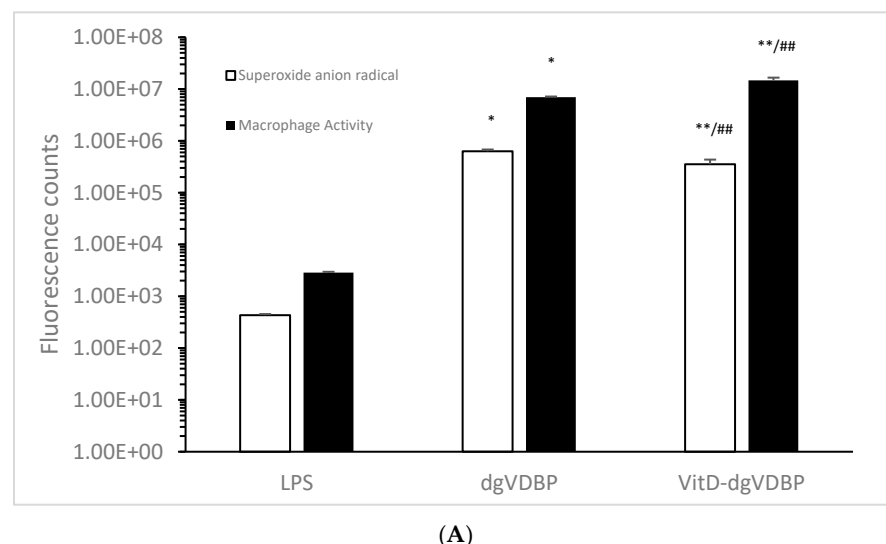 1.00E+08
1.00E+07
1.00E+06
1.00E+05
1.00E+04
1.00E+03
1.00E+02
1.00E+01
1.00E+00
Fluorescence counts
Superoxide anion radical
Macrophage Activity
*
*
**/##
**/##
LPS
dgVDBP
VitD-dgVDBP
(A)